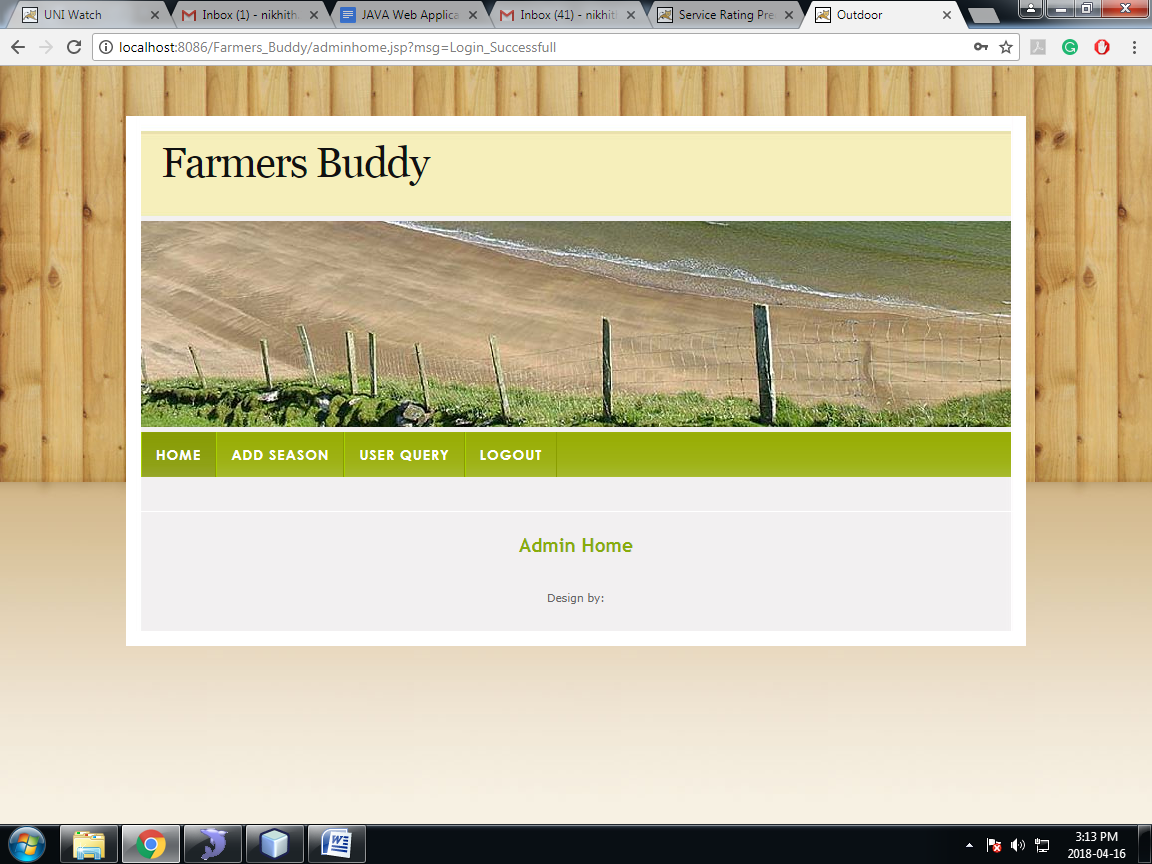 UNI Watch
Inbox (1) - nikhith
JAVA Web Applica
Inbox (41) - nikhit
Service Rating Pre
Outdoor
localhost:8086/Farmers_Buddy/adminhome.jsp?msg=Login_Successfull
Farmers Buddy
HOME ADD SEASON USER QUERY LOGOUT
Admin Home
Design by:
3:13 PM
2018-04-16